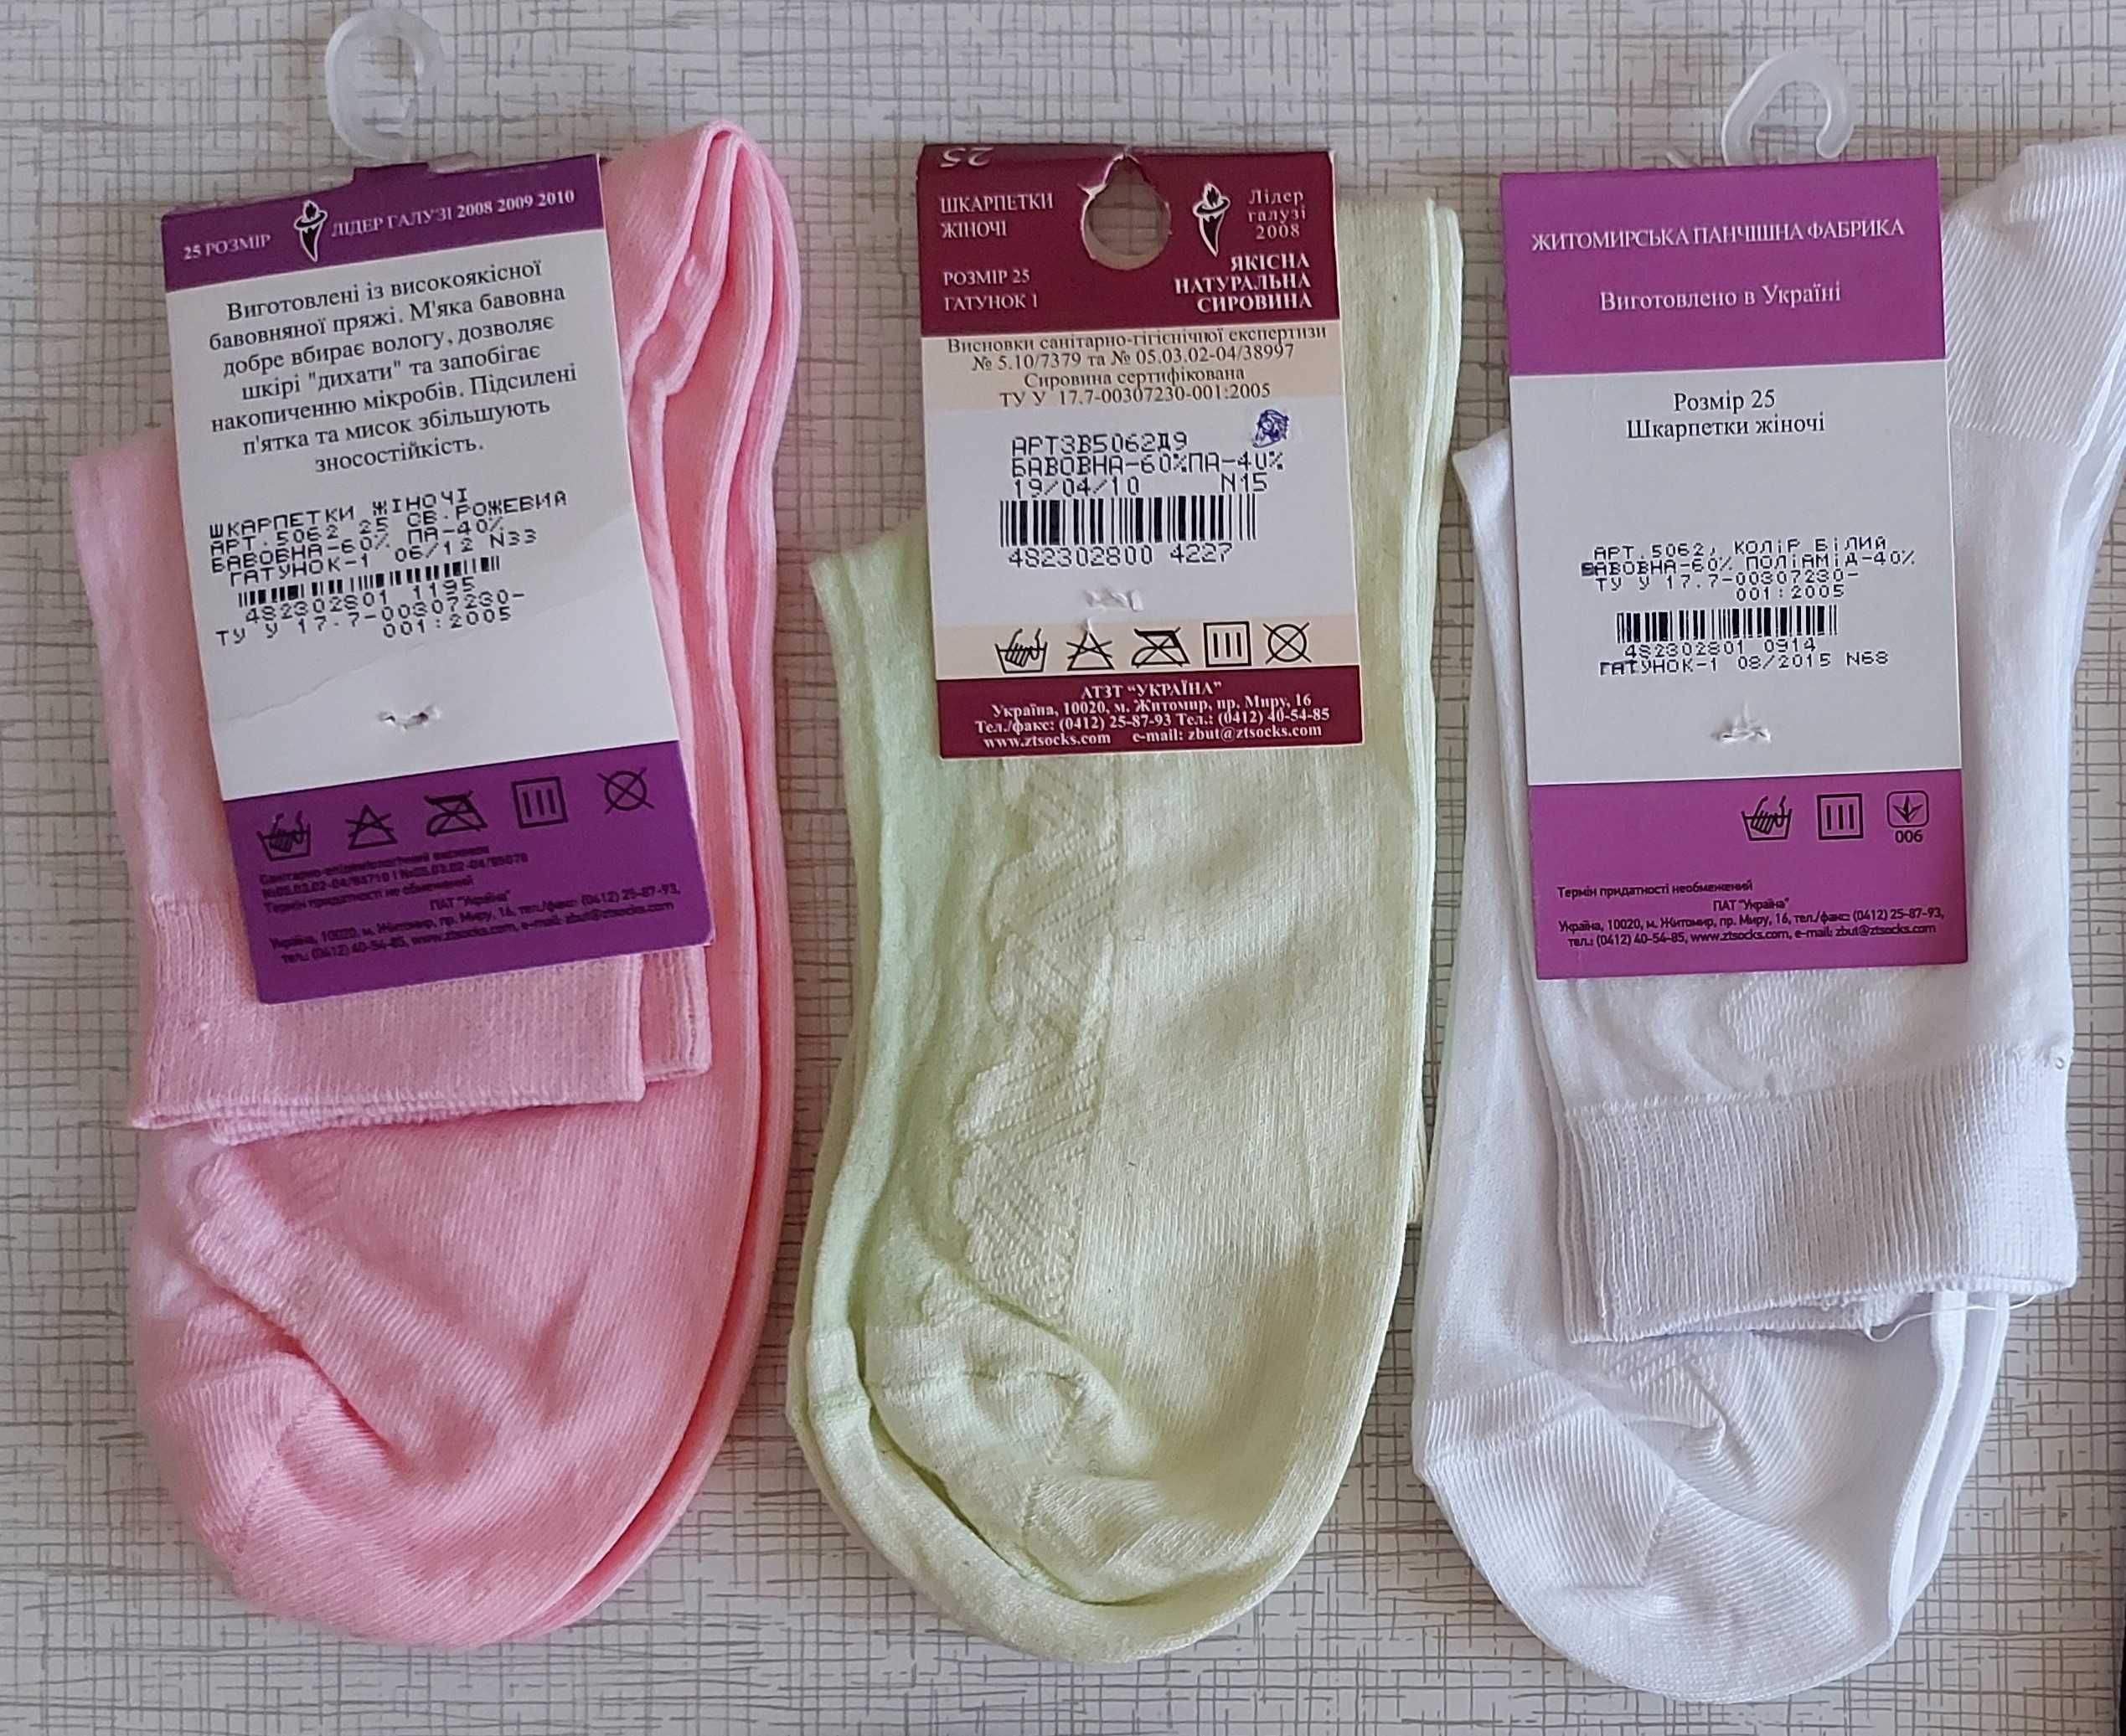 25 РОЗМІР
ЛІДЕР ГАЛУЗІ 2008 2009 2010
Виготовлені із високоякісної
бавовняної пряжі. М'яка бавовна
добре вбирає вологу, дозволяє
шкірі "дихати" та запобігає
накопиченню мікробів. Підсилені
п'ятка та мисок збільшують
зносостійкість.
ШКАРПЕТКИ ЖІНОЧІ
АРТ.5062 25 СВ.РОЖЕВИЙ
БАВОВНА-60% ПА-40%
ГАТУНОК-1 06/12 N33
482302801 1195
ТУ У 17.7-00307230-
001:2005
Санітарно-епідеміологічний висновки
Термін придатності не обмежений
ПАТ "Україна"
Україна, 10020, м. Житомир, пр. Миру, 16, тел./факс: (0412) 25-87-93,
тел.: (0412) 40-54-85, www.ztsocks.com, e-mail: zbut@ztsocks.com
25
ШКАРПЕТКИ
ЖІНОЧІ
РОЗМІР 25
ГАТУНОК 1
Лідер
галузі
2008
ЯКІСНА
НАТУРАЛЬНА
СИРОВИНА
Висновки санітарно-гігієнічної експертизи
№ 5.10/7379 та № 05.03.02-04/38997
Сировина сертифікована
ТУ У 17.7-00307230-001:2005
АРТ3В5062Д9
БАВОВНА-60%ПА-40%
19/04/10 N15
482302800 4227
АТЗТ “УКРАЇНА”
Україна, 10020, м. Житомир, пр. Миру, 16
Тел./факс: (0412) 25-87-93 Тел.: (0412) 40-54-85
www.ztsocks.com e-mail: zbut@ztsocks.com
ЖИТОМИРСЬКА ПАНЧІШНА ФАБРИКА
Виготовлено в Україні
Розмір 25
Шкарпетки жіночі
АРТ.5062, КОЛІР БІЛИЙ
БАВОВНА-60% ПОЛІАМІД-40%
ТУ У 17.7-00307230-
001:2005
482302801 0914
ГАТУНОК-1 08/2015 N68
006
Термін придатності необмежений
ПАТ "Україна"
Україна, 10020, м. Житомир, пр. Миру, 16, тел./факс: (0412) 25-87-93,
тел.: (0412) 40-54-85, www.ztsocks.com, e-mail: zbut@ztsocks.com